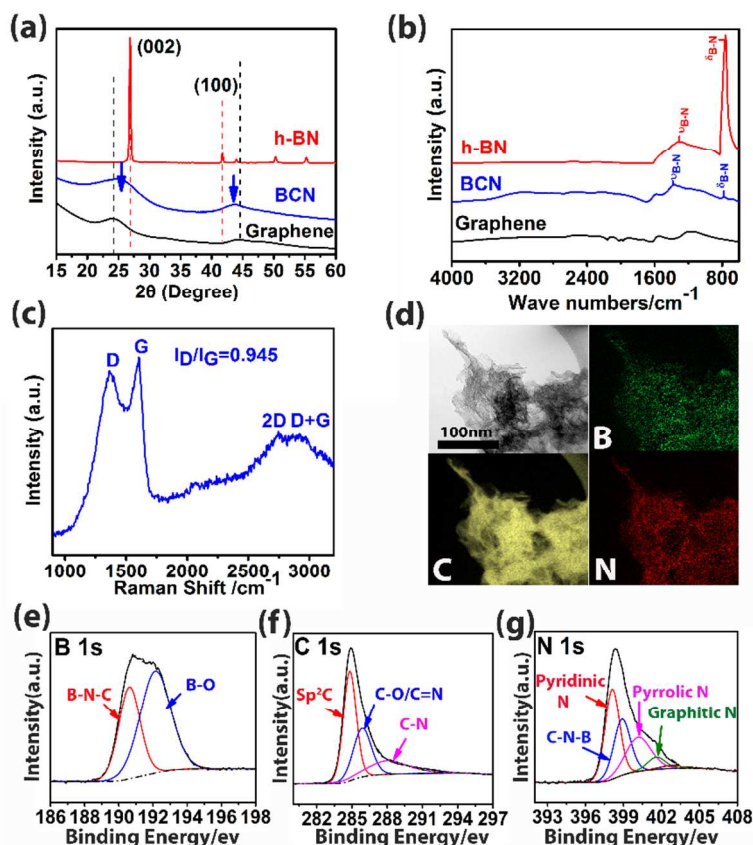 (a)
Intensity (a.u.)
(002)
(100)
h-BN
BCN
Graphene
15 20 25 30 35 40 45 50 55 60
2θ (Degree)
(b)
Intensity (a.u.)
δB-N
υB-N
h-BN
υB-N
δB-N
BCN
Graphene
4000 3200 2400 1600 800
Wave numbers/cm-1
(c)
Intensity (a.u.)
D
G
ID/IG=0.945
2D D+G
1000 1500 2000 2500 3000
Raman Shift /cm-1
(d)
100nm
B
C
N
(e)
B 1s
Intensity(a.u.)
B-N-C
B-O
186 188 190 192 194 196 198
Binding Energy/ev
(f)
C 1s
Intensity(a.u.)
Sp2C
C-O/C=N
C-N
282 285 288 291 294 297
Binding Energy/ev
(g)
N 1s
Intensity(a.u.)
Pyridinic
N
Pyrrolic N
Graphitic N
C-N-B
393 396 399 402 405 408
Binding Energy/ev